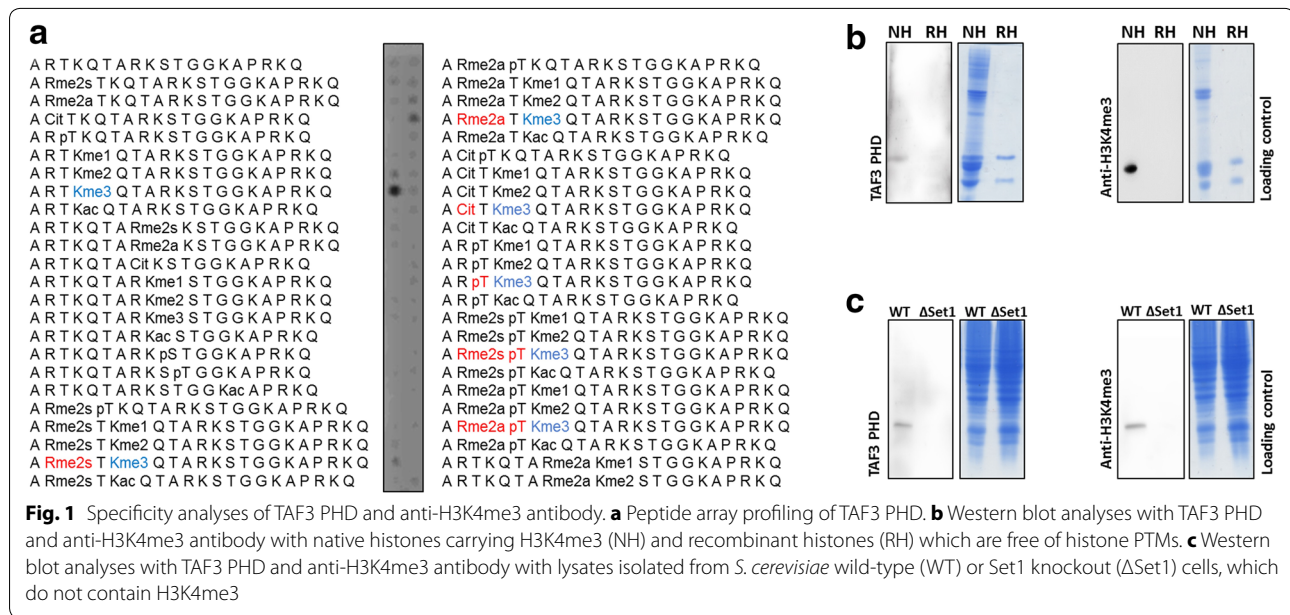 a
A R T K Q T A R K S T G G K A P R K Q
A Rme2s T K Q T A R K S T G G K A P R K Q
A Rme2a T K Q T A R K S T G G K A P R K Q
A Cit T K Q T A R K S T G G K A P R K Q
A R pT K Q T A R K S T G G K A P R K Q
A R T Kme1 Q T A R K S T G G K A P R K Q
A R T Kme2 Q T A R K S T G G K A P R K Q
A R T Kme3 Q T A R K S T G G K A P R K Q
A R T Kac Q T A R K S T G G K A P R K Q
A R T K Q T A Rme2s K S T G G K A P R K Q
A R T K Q T A Rme2a K S T G G K A P R K Q
A R T K Q T A Cit K S T G G K A P R K Q
A R T K Q T A R Kme1 S T G G K A P R K Q
A R T K Q T A R Kme2 S T G G K A P R K Q
A R T K Q T A R Kme3 S T G G K A P R K Q
A R T K Q T A R Kac S T G G K A P R K Q
A R T K Q T A R K pS T G G K A P R K Q
A R T K Q T A R K S pT G G K A P R K Q
A R T K Q T A R K S T G G Kac A P R K Q
A Rme2s pT K Q T A R K S T G G K A P R K Q
A Rme2s T Kme1 Q T A R K S T G G K A P R K Q
A Rme2s T Kme2 Q T A R K S T G G K A P R K Q
A Rme2s T Kme3 Q T A R K S T G G K A P R K Q
A Rme2s T Kac Q T A R K S T G G K A P R K Q
A Rme2a pT K Q T A R K S T G G K A P R K Q
A Rme2a T Kme1 Q T A R K S T G G K A P R K Q
A Rme2a T Kme2 Q T A R K S T G G K A P R K Q
A Rme2a T Kme3 Q T A R K S T G G K A P R K Q
A Rme2a T Kac Q T A R K S T G G K A P R K Q
A Cit pT K Q T A R K S T G G K A P R K Q
A Cit T Kme1 Q T A R K S T G G K A P R K Q
A Cit T Kme2 Q T A R K S T G G K A P R K Q
A Cit T Kme3 Q T A R K S T G G K A P R K Q
A Cit T Kac Q T A R K S T G G K A P R K Q
A R pT Kme1 Q T A R K S T G G K A P R K Q
A R pT Kme2 Q T A R K S T G G K A P R K Q
A R pT Kme3 Q T A R K S T G G K A P R K Q
A R pT Kac Q T A R K S T G G K A P R K Q
A Rme2s pT Kme1 Q T A R K S T G G K A P R K Q
A Rme2s pT Kme2 Q T A R K S T G G K A P R K Q
A Rme2s pT Kme3 Q T A R K S T G G K A P R K Q
A Rme2s pT Kac Q T A R K S T G G K A P R K Q
A Rme2a pT Kme1 Q T A R K S T G G K A P R K Q
A Rme2a pT Kme2 Q T A R K S T G G K A P R K Q
A Rme2a pT Kme3 Q T A R K S T G G K A P R K Q
A Rme2a pT Kac Q T A R K S T G G K A P R K Q
A R T K Q T A Rme2a Kme1 S T G G K A P R K Q
A R T K Q T A Rme2a Kme2 S T G G K A P R K Q
b
NH RH NH RH
TAF3 PHD
NH RH NH RH
Anti-H3K4me3
Loading control
c
WT ΔSet1 WT ΔSet1
TAF3 PHD
WT ΔSet1 WT ΔSet1
Anti-H3K4me3
Loading control
Fig. 1 Specificity analyses of TAF3 PHD and anti-H3K4me3 antibody. a Peptide array profiling of TAF3 PHD. b Western blot analyses with TAF3 PHD
and anti-H3K4me3 antibody with native histones carrying H3K4me3 (NH) and recombinant histones (RH) which are free of histone PTMs. c Western
blot analyses with TAF3 PHD and anti-H3K4me3 antibody with lysates isolated from S. cerevisiae wild-type (WT) or Set1 knockout (ΔSet1) cells, which
do not contain H3K4me3